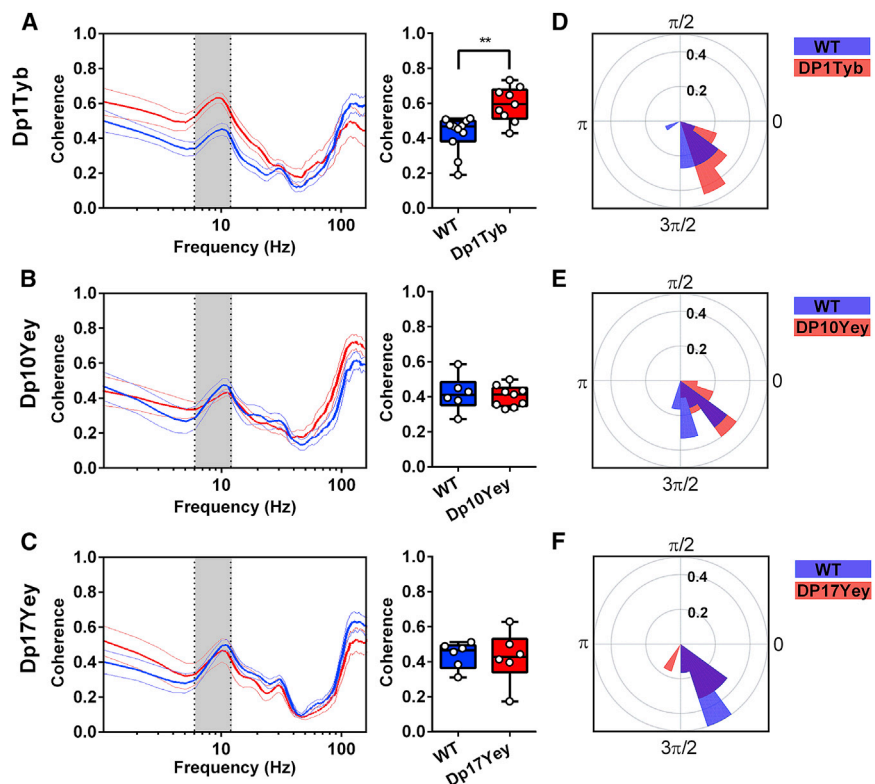 A
Dp1Tyb
Coherence
1.0
0.8
0.6
0.4
0.2
0.0
10
100
Frequency (Hz)
Coherence
1.0
0.8
0.6
0.4
0.2
0.0
**
WT
Dp1Tyb
D
π/2
0.4
0.2
π
0
3π/2
WT
DP1Tyb
B
Dp10Yey
Coherence
1.0
0.8
0.6
0.4
0.2
0.0
10
100
Frequency (Hz)
Coherence
1.0
0.8
0.6
0.4
0.2
0.0
WT
Dp10Yey
E
π/2
0.4
0.2
π
0
3π/2
WT
DP10Yey
C
Dp17Yey
Coherence
1.0
0.8
0.6
0.4
0.2
0.0
10
100
Frequency (Hz)
Coherence
1.0
0.8
0.6
0.4
0.2
0.0
WT
Dp17Yey
F
π/2
0.4
0.2
π
0
3π/2
WT
DP17Yey